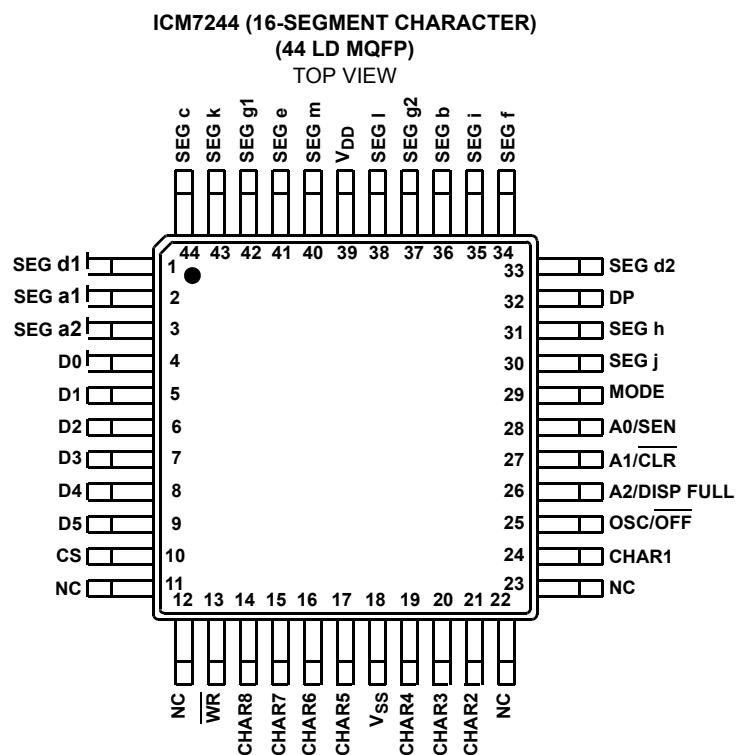 ICM7244 (16-SEGMENT CHARACTER)
(44 LD MQFP)
TOP VIEW
SEG c
SEG k
SEG g1
SEG e
SEG m
VDD
SEG l
SEG g2
SEG b
SEG i
SEG f
44 43 42 41 40 39 38 37 36 35 34
SEG d1 1
SEG a1 2
SEG a2 3
D0 4
D1 5
D2 6
D3 7
D4 8
D5 9
CS 10
NC 11
33 SEG d2
32 DP
31 SEG h
30 SEG j
29 MODE
28 A0/SEN
27 A1/C̅L̅R̅
26 A2/DISP FULL
25 OSC/O̅F̅F̅
24 CHAR1
23 NC
12 13 14 15 16 17 18 19 20 21 22
NC
W̅R̅
CHAR8
CHAR7
CHAR6
CHAR5
VSS
CHAR4
CHAR3
CHAR2
NC